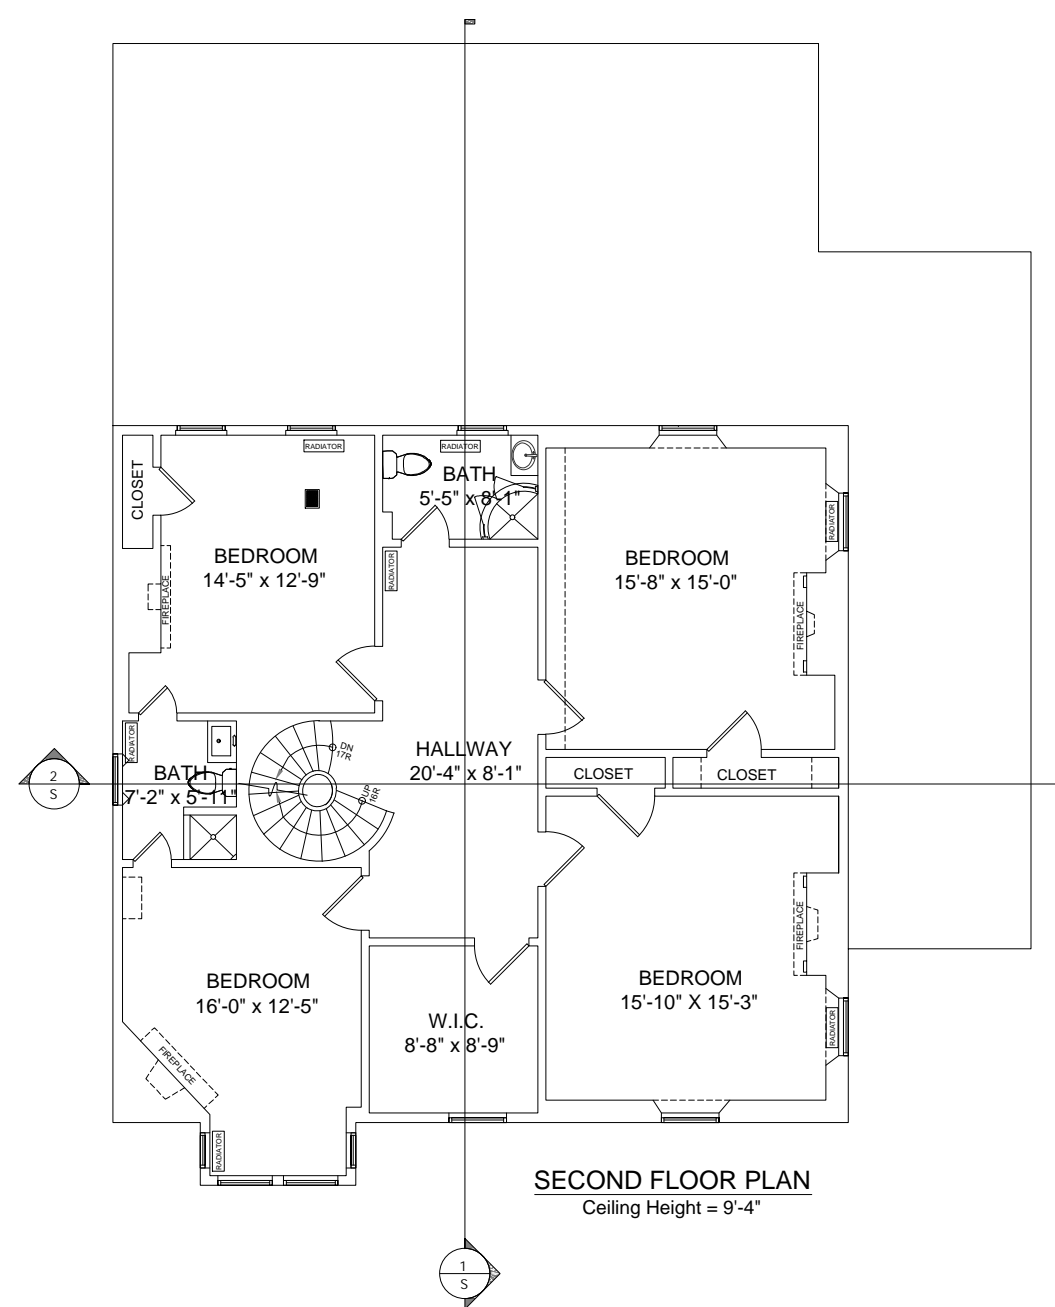 RADIATOR
RADIATOR
CLOSET
BATH
5'-5" x 8'-1"
RADIATOR
BEDROOM
14'-5" x 12'-9"
BEDROOM
15'-8" x 15'-0"
RADIATOR
FIREPLACE
FIREPLACE
RADIATOR
DN
17R
HALLWAY
20'-4" x 8'-1"
BATH
7'-2" x 5'-11"
UP
16R
CLOSET
CLOSET
2
S
FIREPLACE
BEDROOM
16'-0" x 12'-5"
BEDROOM
15'-10" X 15'-3"
W.I.C.
8'-8" x 8'-9"
RADIATOR
FIREPLACE
RADIATOR
SECOND FLOOR PLAN
Ceiling Height = 9'-4"
1
S